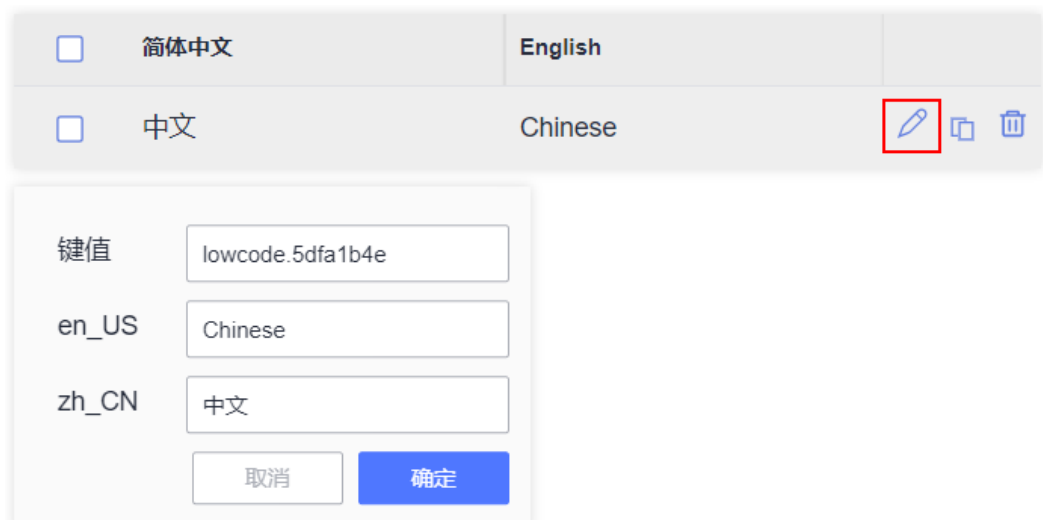 简体中文 English
中文 Chinese
键值 lowcode.5dfa1b4e
en_US Chinese
zh_CN 中文
取消 确定